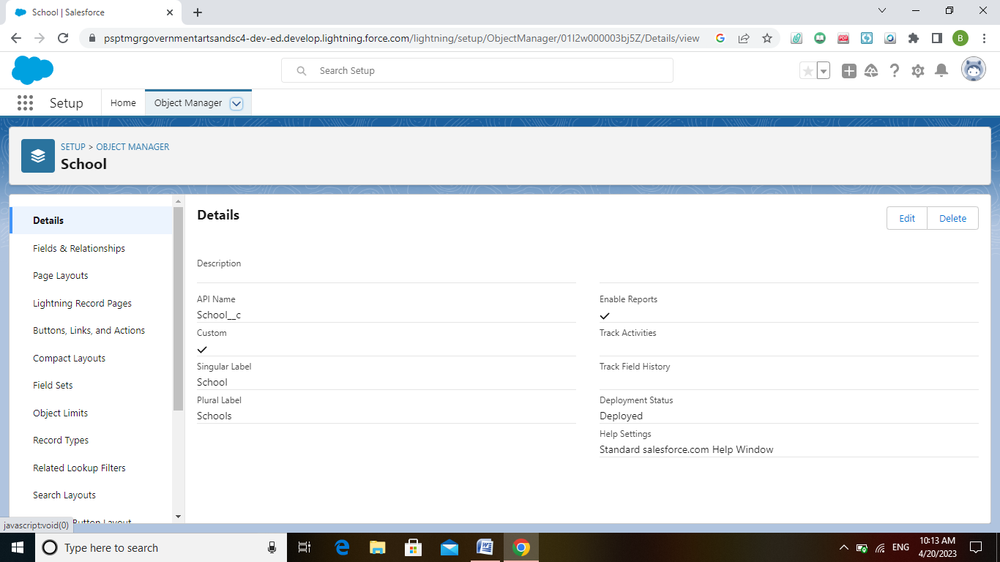 School | Salesforce
psptmgrgovernmentartsandsc4-dev-ed.develop.lightning.force.com/lightning/setup/ObjectManager/01I2w000003bj5Z/Details/view
B
Search Setup
Setup
Home
Object Manager
SETUP > OBJECT MANAGER
School
Details
Fields & Relationships
Page Layouts
Lightning Record Pages
Buttons, Links, and Actions
Compact Layouts
Field Sets
Object Limits
Record Types
Related Lookup Filters
Search Layouts
Button Layout
javascript:void(0)
Details
Edit
Delete
Description
API Name
School__c
Custom
Singular Label
School
Plural Label
Schools
Enable Reports
Track Activities
Track Field History
Deployment Status
Deployed
Help Settings
Standard salesforce.com Help Window
Type here to search
ENG
10:13 AM
4/20/2023